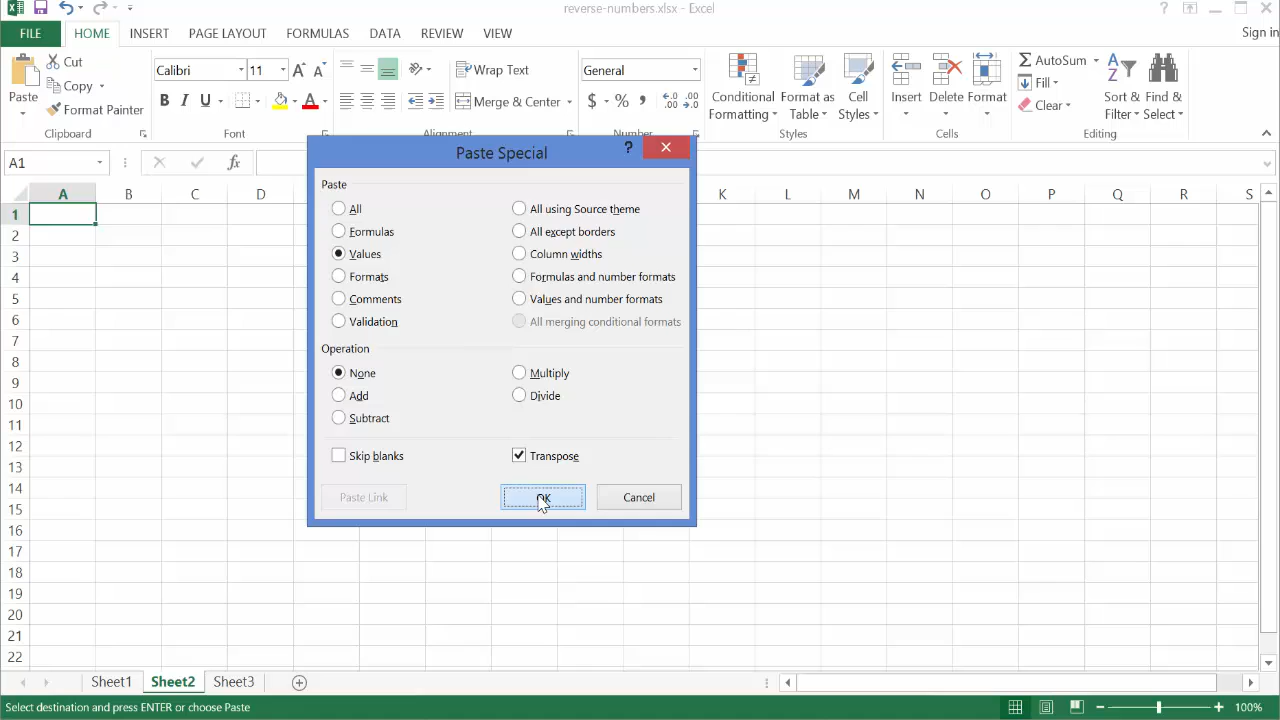 reverse-numbers.xlsx - Excel
FILE HOME INSERT PAGE LAYOUT FORMULAS DATA REVIEW VIEW Sign in
Paste
Cut
Copy
Format Painter
Clipboard
Calibri 11
B I U
Font
Wrap Text
Merge & Center
Alignment
General
$ % ,
Number
Conditional Formatting
Format as Table
Cell Styles
Styles
Insert Delete Format
Cells
AutoSum
Fill
Clear
Sort & Filter
Find & Select
Editing
A1 fx
A B C D K L M N O P Q R S
1
2
3
4
5
6
7
8
9
10
11
12
13
14
15
16
17
18
19
20
21
22
Paste Special ?
Paste
All All using Source theme
Formulas All except borders
Values Column widths
Formats Formulas and number formats
Comments Values and number formats
Validation All merging conditional formats
Operation
None Multiply
Add Divide
Subtract
Skip blanks Transpose
Paste Link OK Cancel
Sheet1 Sheet2 Sheet3
Select destination and press ENTER or choose Paste 100%